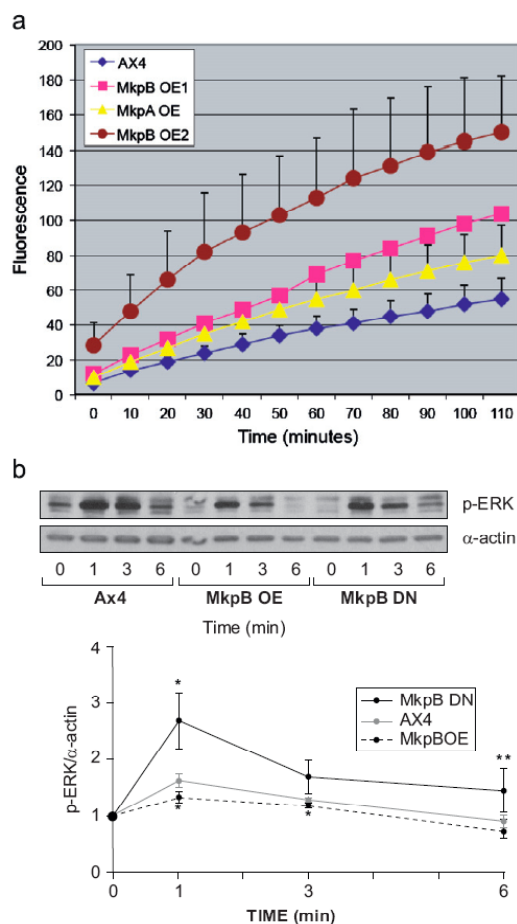 a
200
180
160
140
120
100
80
60
40
20
0
Fluorescence
AX4
MkpB OE1
MkpA OE
MkpB OE2
0 10 20 30 40 50 60 70 80 90 100 110
Time (minutes)
b
p-ERK
α-actin
0 1 3 6 0 1 3 6 0 1 3 6
Ax4 MkpB OE MkpB DN
Time (min)
4
3
2
1
0
p-ERK/α-actin
*
**
*
*
MkpB DN
AX4
MkpBOE
0 1 3 6
TIME (min)